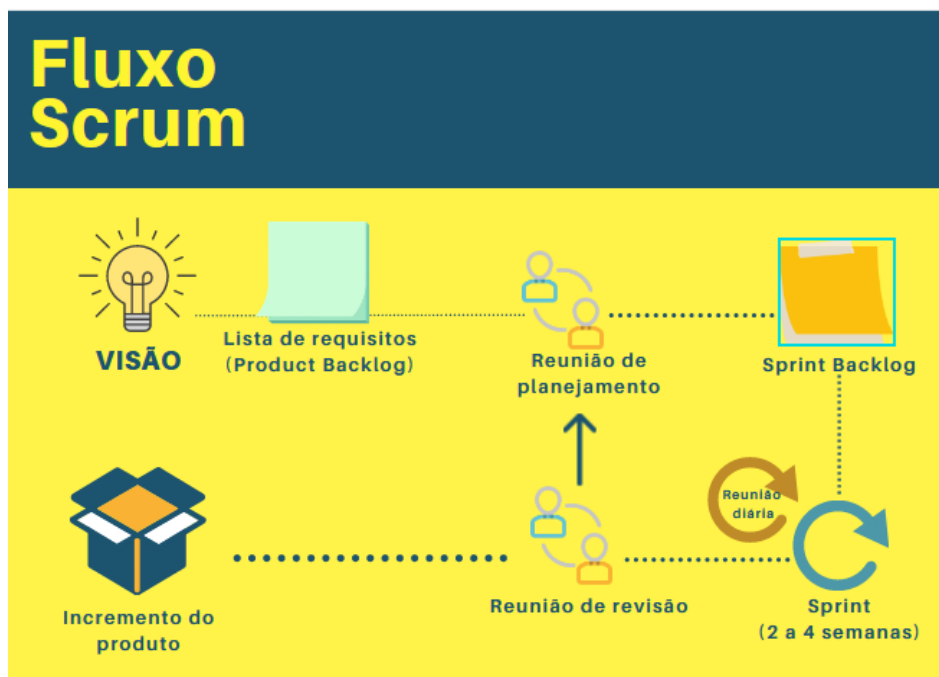 Fluxo
Scrum
VISÃO
Lista de requisitos
(Product Backlog)
Reunião de
planejamento
Sprint Backlog
Reunião
diária
Incremento do
produto
Reunião de revisão
Sprint
(2 a 4 semanas)